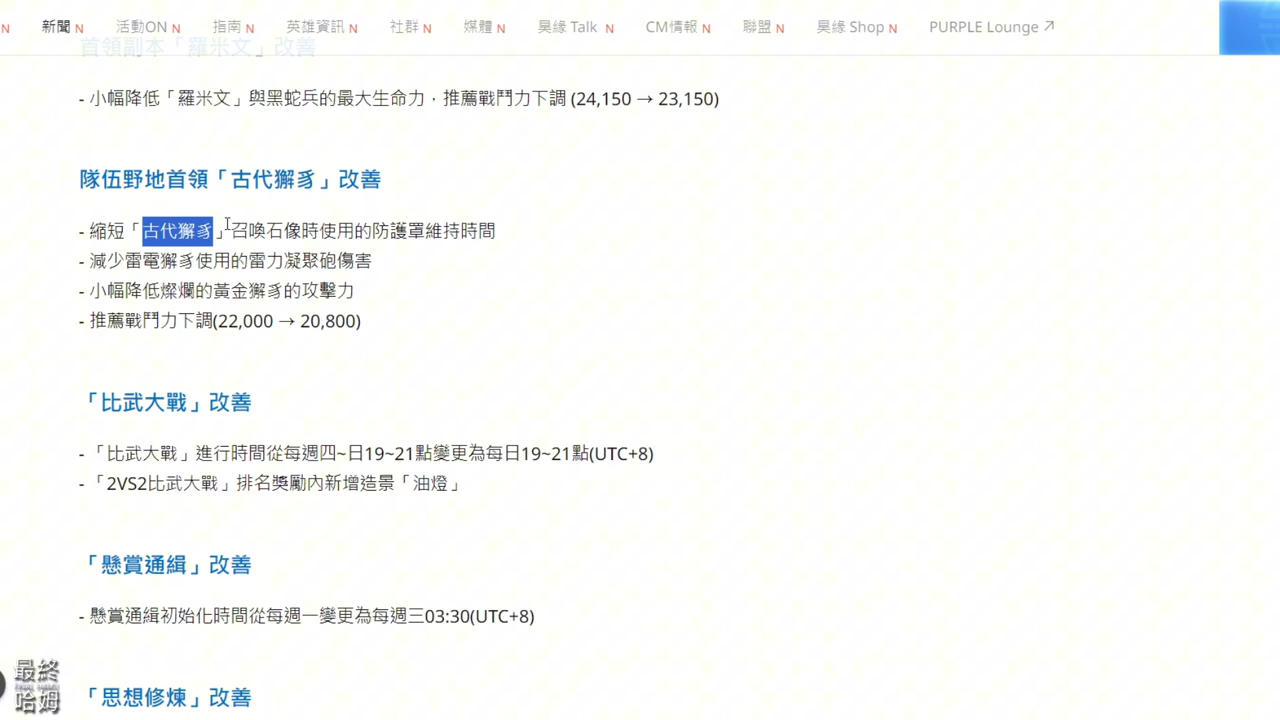 N 新聞 N 活動ON N 指南 N 英雄資訊 N 社群 N 媒體 N 昊緣 Talk N CM情報 N 聯盟 N 昊緣 Shop N PURPLE Lounge ↗
首領副本「羅米文」改善
- 小幅降低「羅米文」與黑蛇兵的最大生命力，推薦戰鬥力下調 (24,150 → 23,150)
隊伍野地首領「古代獬豸」改善
- 縮短「古代獬豸」召喚石像時使用的防護罩維持時間
- 減少雷電獬豸使用的雷力凝聚砲傷害
- 小幅降低燦爛的黃金獬豸的攻擊力
- 推薦戰鬥力下調(22,000 → 20,800)
「比武大戰」改善
- 「比武大戰」進行時間從每週四~日19~21點變更為每日19~21點(UTC+8)
- 「2VS2比武大戰」排名獎勵內新增造景「油燈」
「懸賞通緝」改善
- 懸賞通緝初始化時間從每週一變更為每週三03:30(UTC+8)
最終
哈姆
「思想修煉」改善